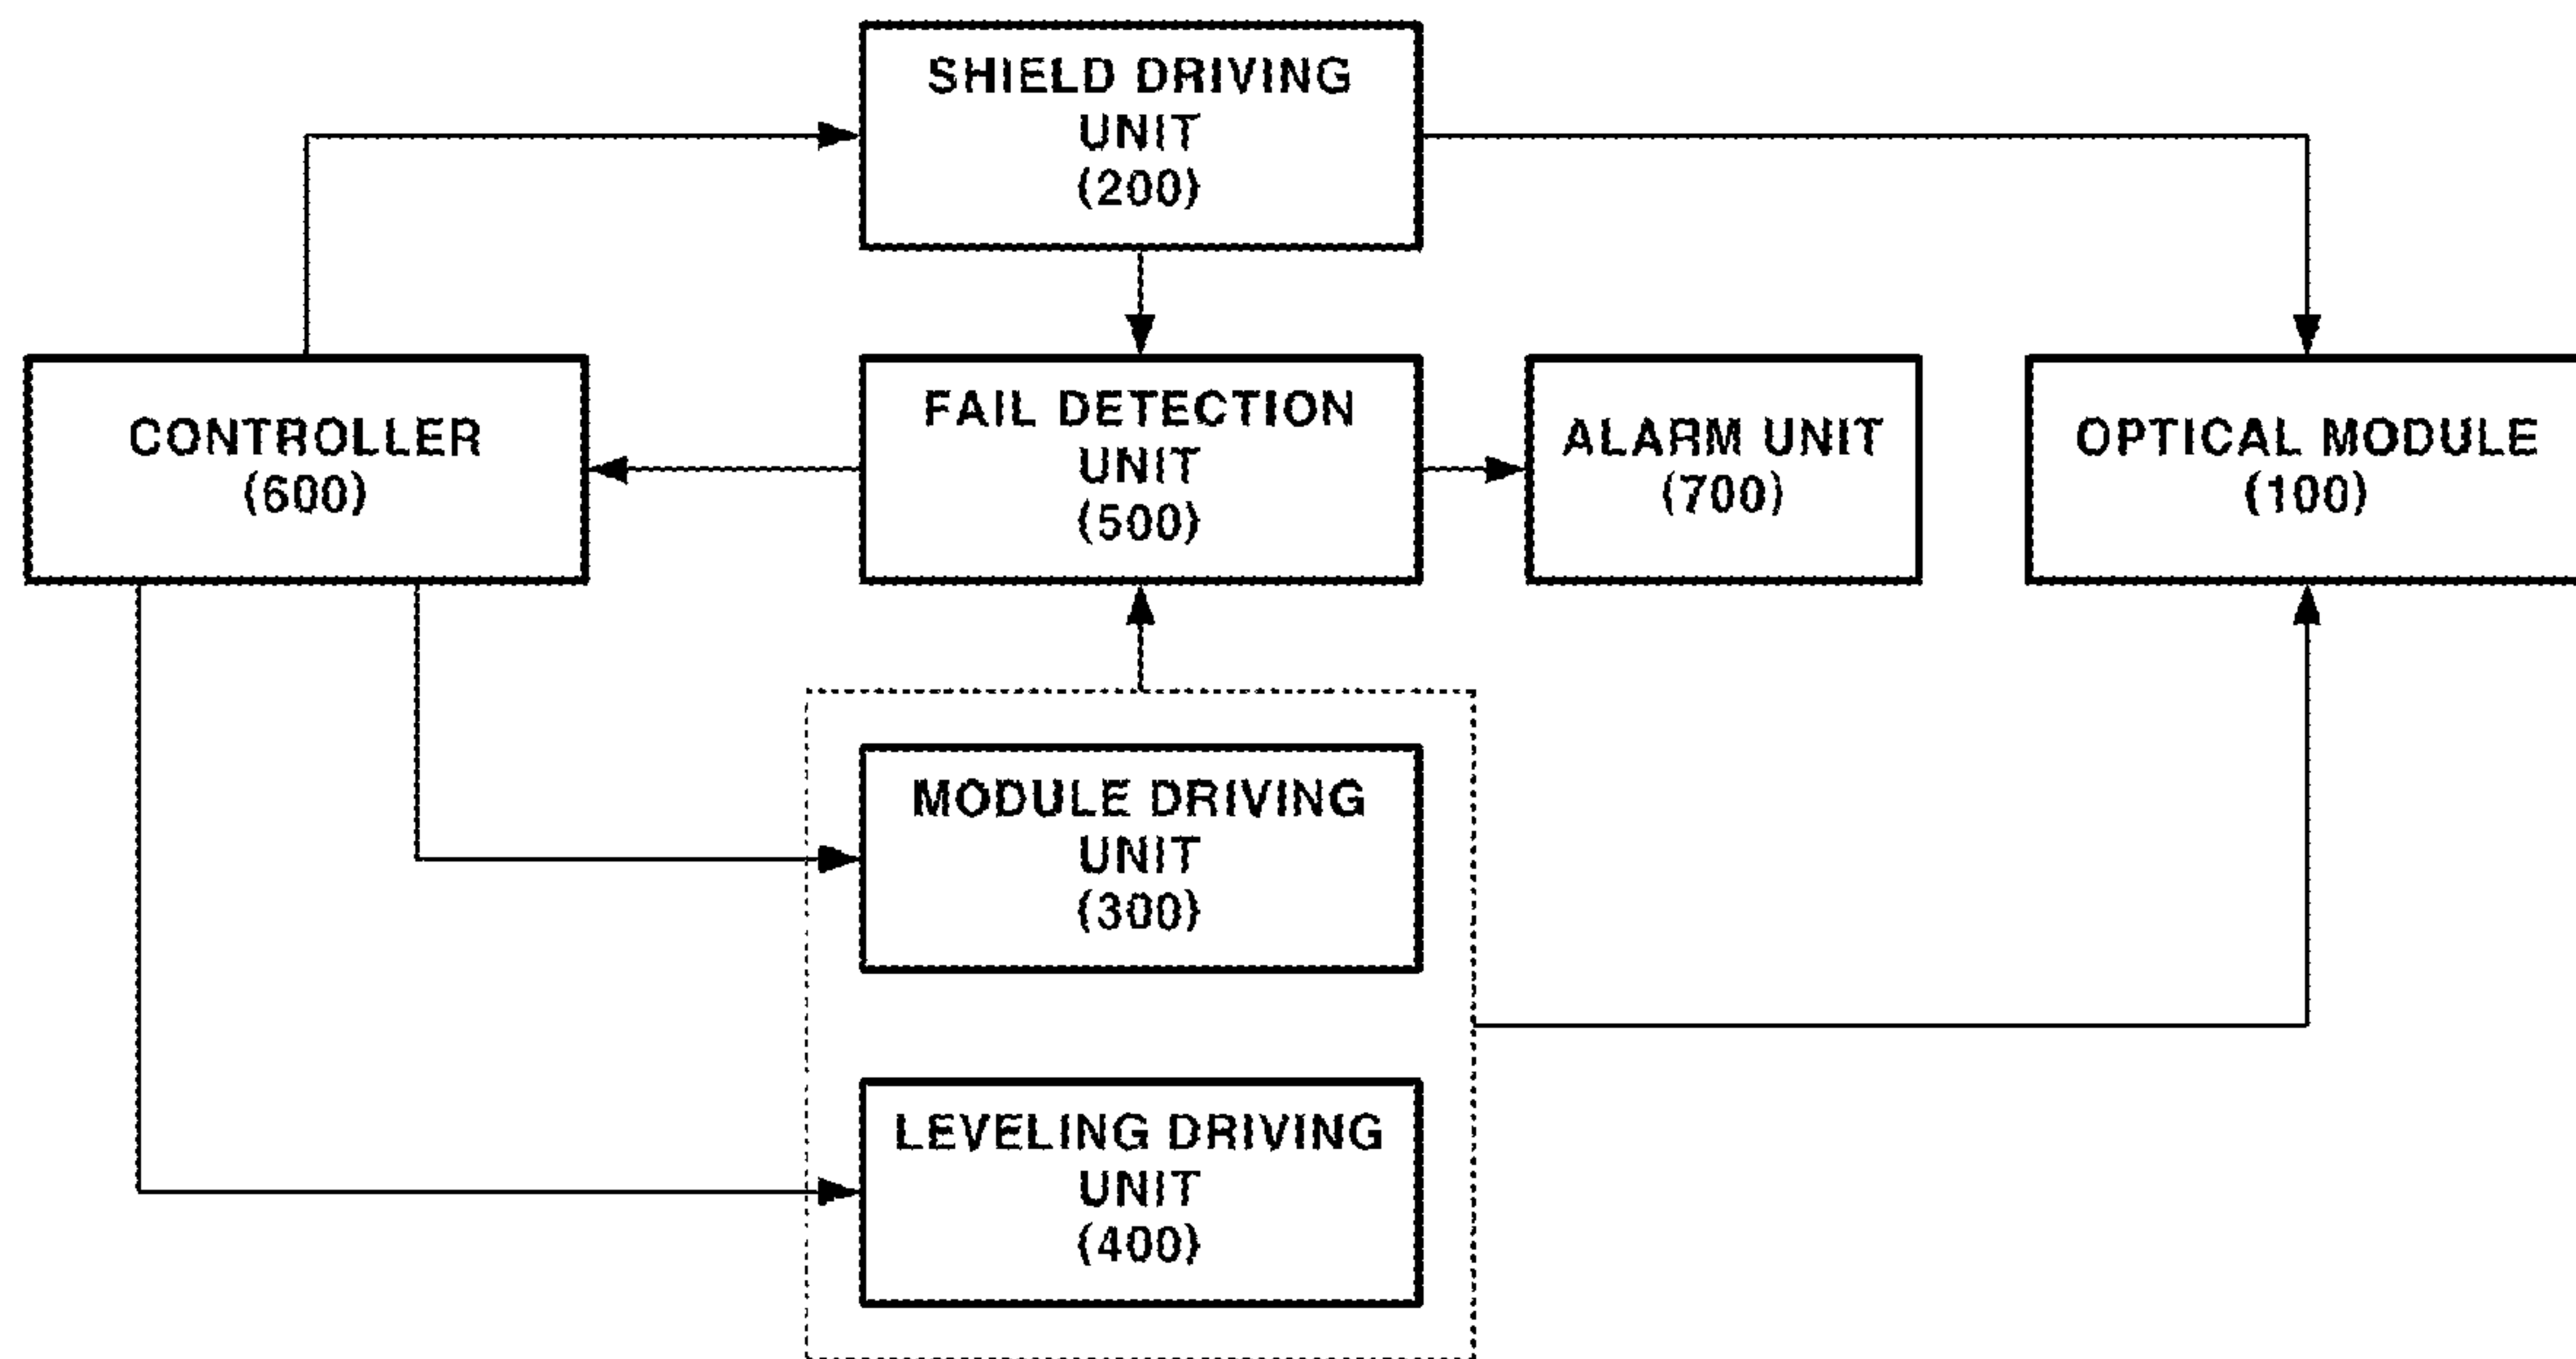 SHIELD DRIVING
UNIT
(200)
CONTROLLER
(600)
FAIL DETECTION
UNIT
(500)
ALARM UNIT
(700)
OPTICAL MODULE
(100)
MODULE DRIVING
UNIT
(300)
LEVELING DRIVING
UNIT
(400)